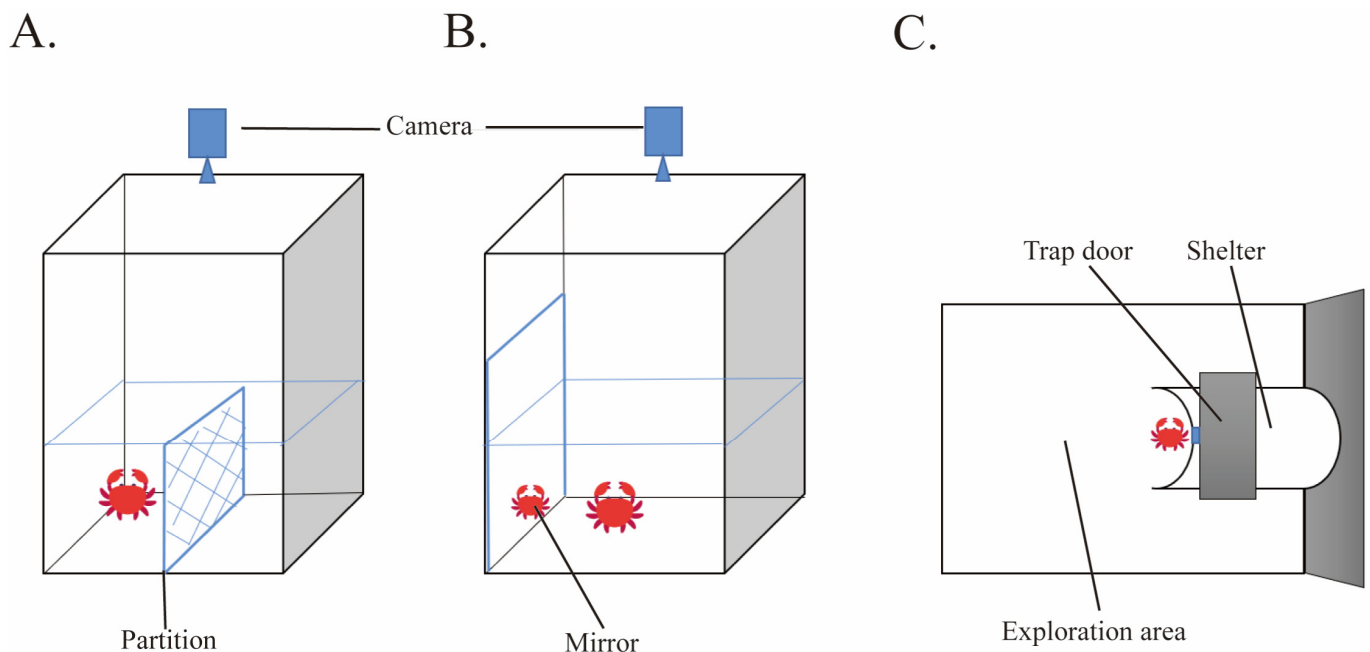 A.
B.
C.
Camera
Trap door
Shelter
Partition
Mirror
Exploration area